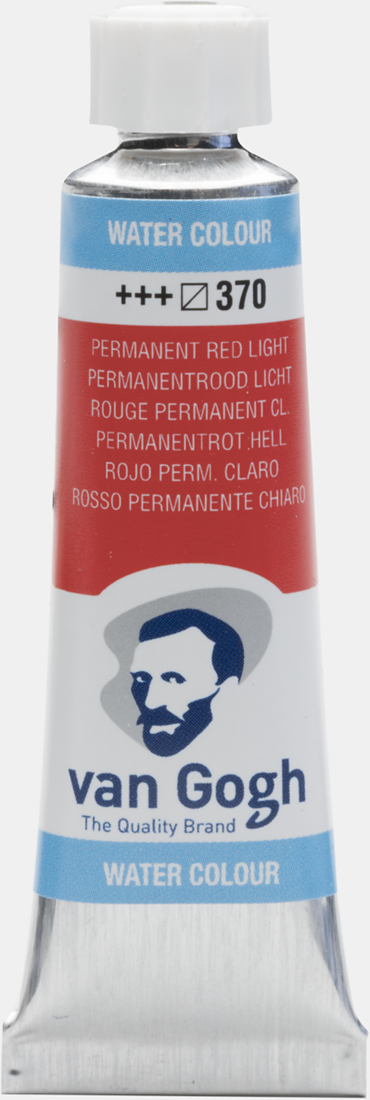 WATER COLOUR
+++ 370
PERMANENT RED LIGHT
PERMANENTROOD LICHT
ROUGE PERMANENT CL.
PERMANENTROT HELL
ROJO PERM. CLARO
ROSSO PERMANENTE CHIARO
van Gogh
The Quality Brand
WATER COLOUR